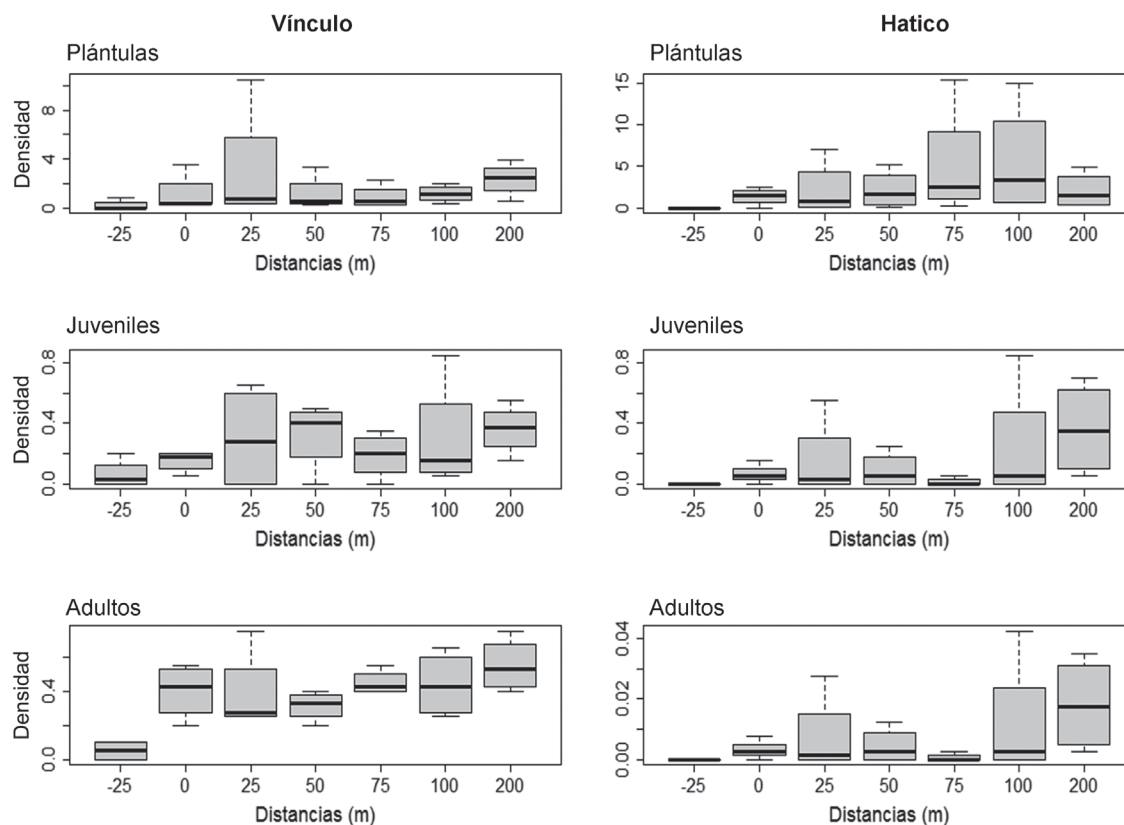 Vínculo
Hatico
Plántulas
Plántulas
Densidad
0 4 8
-25 0 25 50 75 100 200
Distancias (m)
0 5 10 15
-25 0 25 50 75 100 200
Distancias (m)
Juveniles
Juveniles
Densidad
0.0 0.4 0.8
-25 0 25 50 75 100 200
Distancias (m)
0.0 0.4 0.8
-25 0 25 50 75 100 200
Distancias (m)
Adultos
Adultos
Densidad
0.0 0.4
-25 0 25 50 75 100 200
Distancias (m)
0.00 0.02 0.04
-25 0 25 50 75 100 200
Distancias (m)